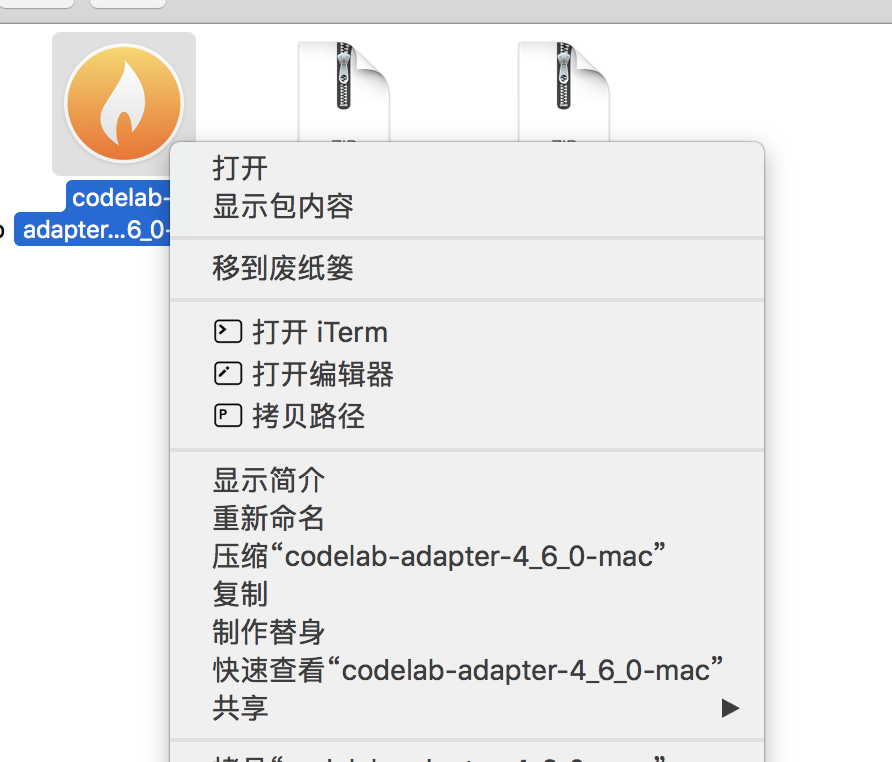 codelab-
adapter...6_0-
打开
显示包内容
移到废纸篓
打开 iTerm
打开编辑器
P 拷贝路径
显示简介
重新命名
压缩“codelab-adapter-4_6_0-mac”
复制
制作替身
快速查看“codelab-adapter-4_6_0-mac”
共享